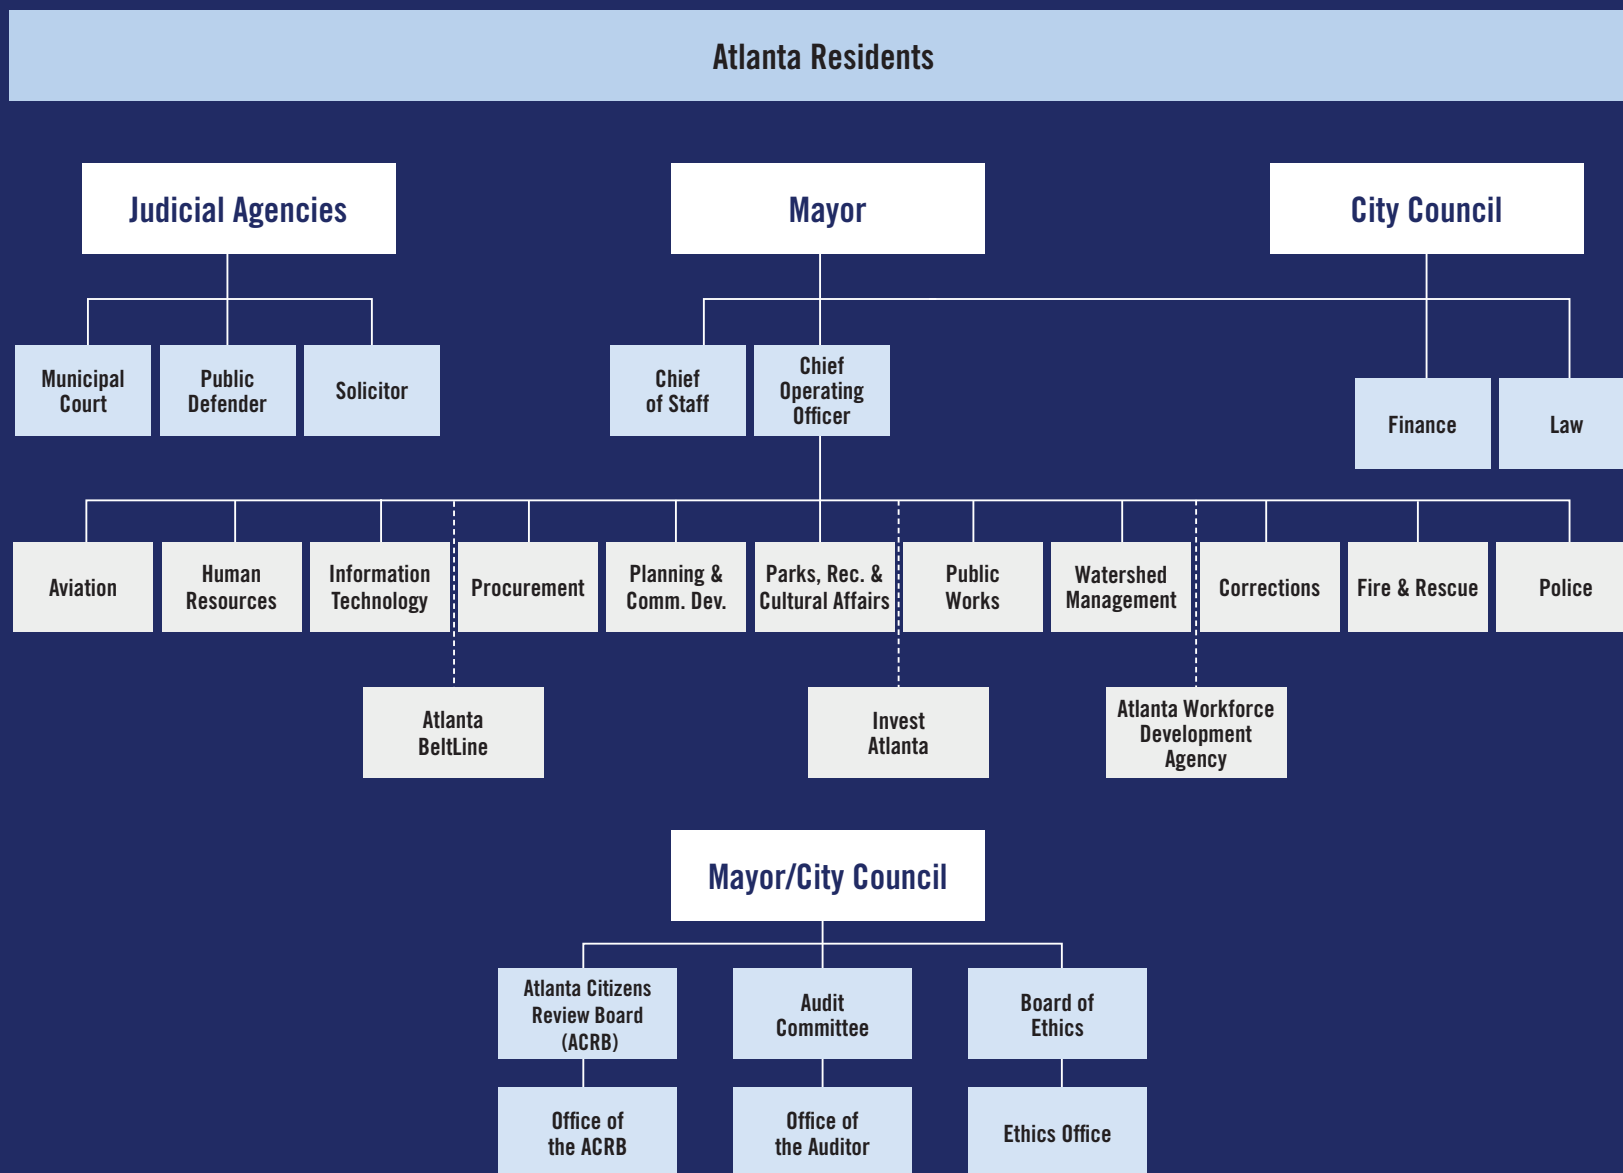 Atlanta Residents
Judicial Agencies
Mayor
City Council
Municipal
Court
Public
Defender
Solicitor
Chief
of Staff
Chief
Operating
Officer
Finance
Law
Aviation
Human
Resources
Information
Technology
Procurement
Planning &
Comm. Dev.
Parks, Rec. &
Cultural Affairs
Public
Works
Watershed
Management
Corrections
Fire & Rescue
Police
Atlanta
BeltLine
Invest
Atlanta
Atlanta Workforce
Development
Agency
Mayor/City Council
Atlanta Citizens
Review Board
(ACRB)
Audit
Committee
Board of
Ethics
Office of
the ACRB
Office of
the Auditor
Ethics Office